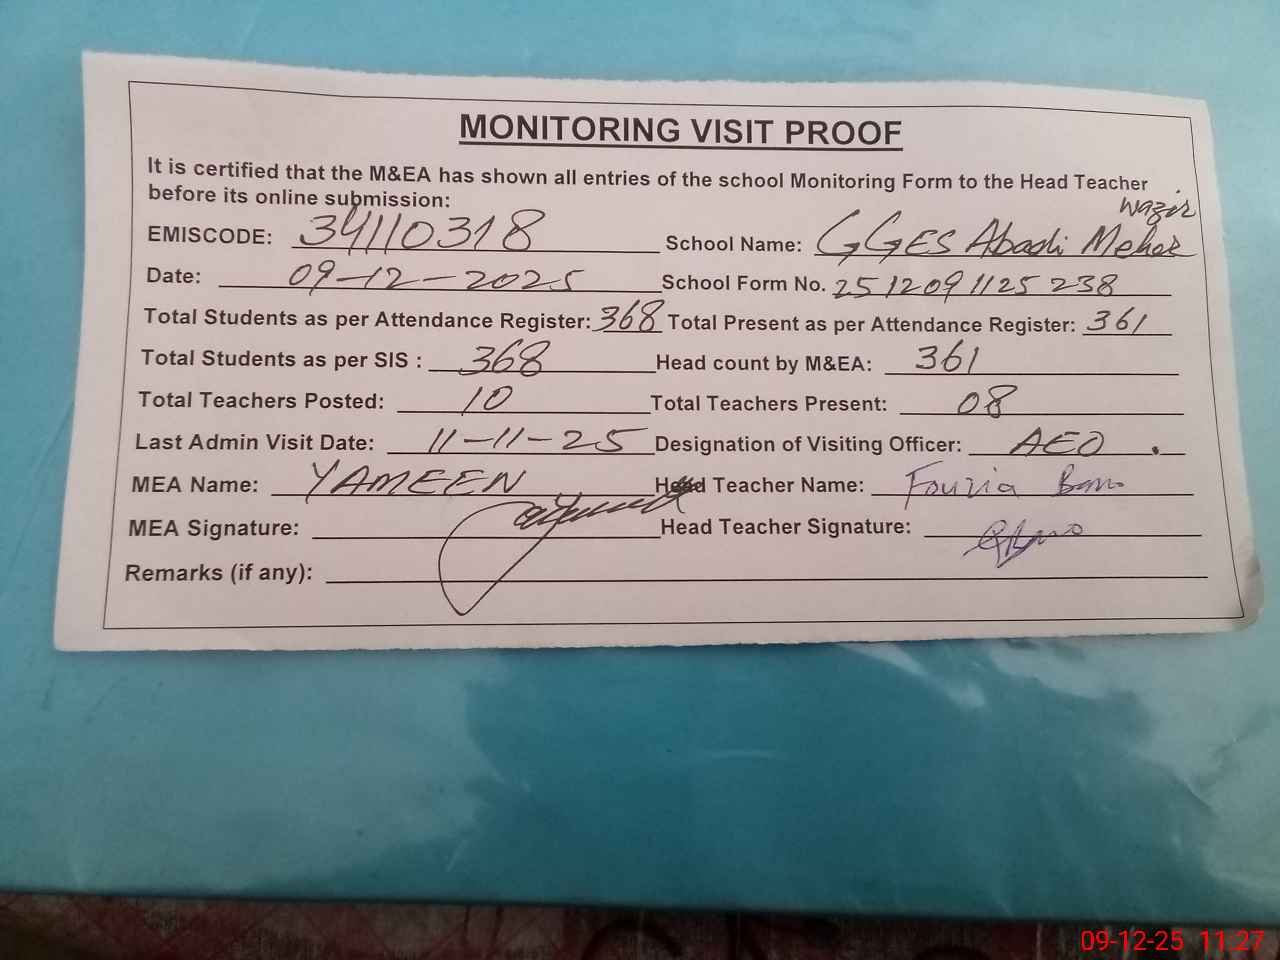 MONITORING VISIT PROOF
It is certified that the M&EA has shown all entries of the school Monitoring Form to the Head Teacher
before its online submission:
EMISCODE: 34110318 School Name: GGES Abadi Meher Wazir
Date: 09-12-2025 School Form No. 251209 1125 238
Total Students as per Attendance Register: 368 Total Present as per Attendance Register: 361
Total Students as per SIS : 368 Head count by M&EA: 361
Total Teachers Posted: 10 Total Teachers Present: 08
Last Admin Visit Date: 11-11-25 Designation of Visiting Officer: AEO .
MEA Name: YAMEEN Head Teacher Name: Fouzia Bano
MEA Signature: Head Teacher Signature:
Remarks (if any):
09-12-25 11:27